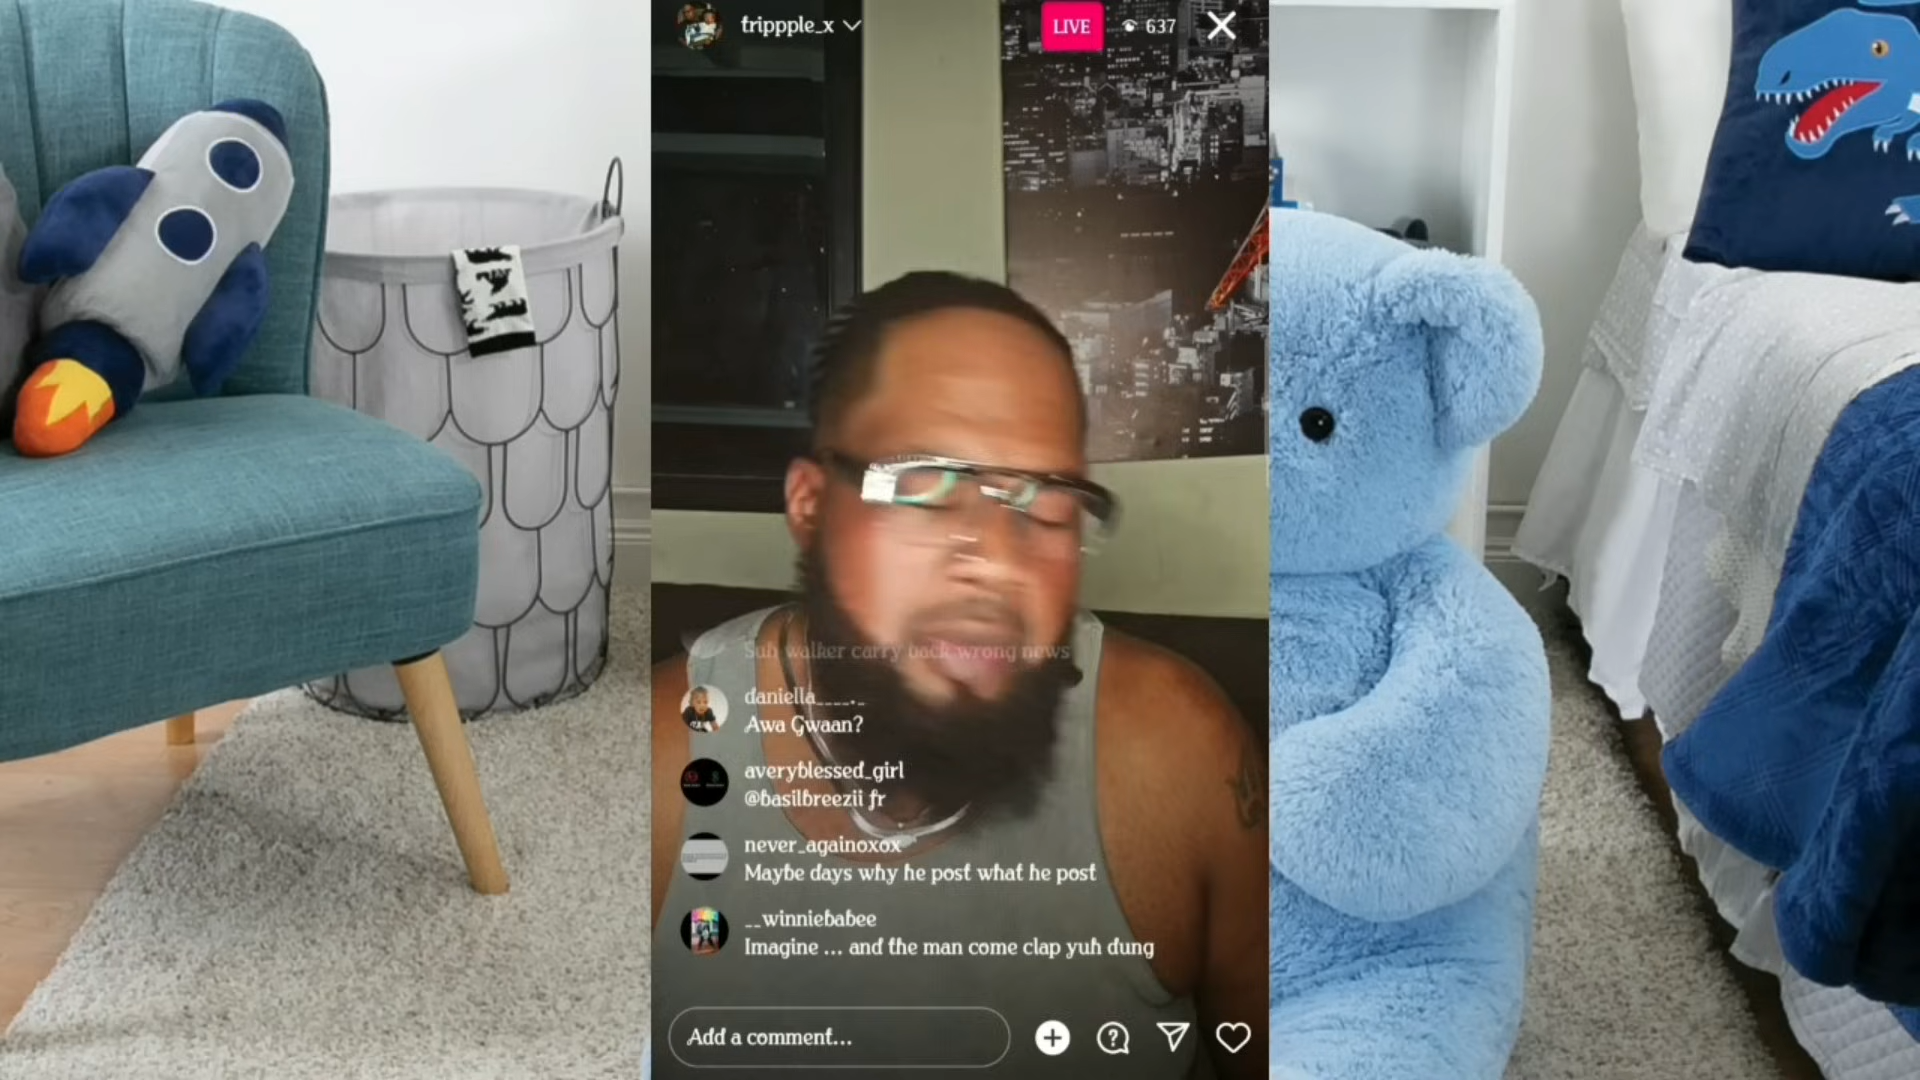 trippple_x
LIVE
637
Suh walker carry back wrong news
daniella____._
Awa Gwaan?
averyblessed_girl
@basilbreezii fr
never_againoxox
Maybe days why he post what he post
__winniebabee
Imagine ... and the man come clap yuh dung
Add a comment...